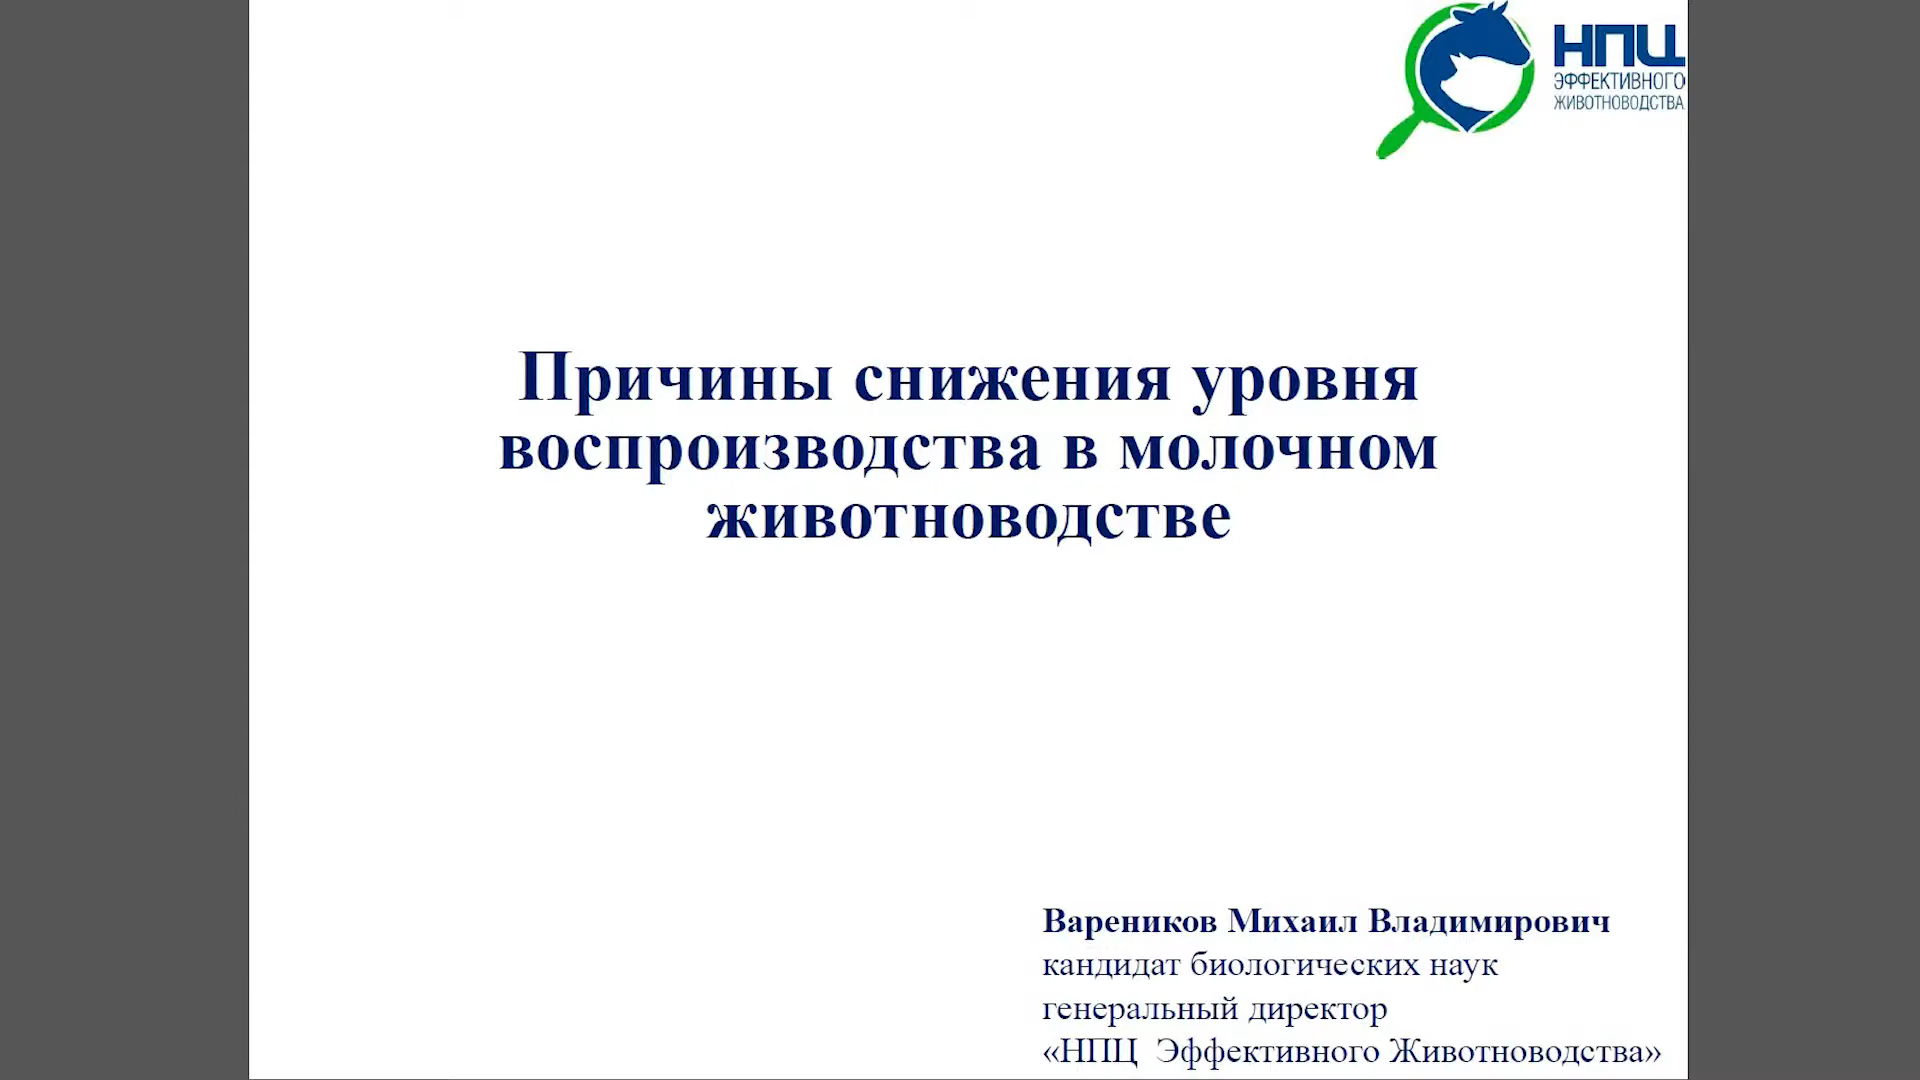 НПЦ
ЭФФЕКТИВНОГО
ЖИВОТНОВОДСТВА
Причины снижения уровня
воспроизводства в молочном
животноводстве
Вареников Михаил Владимирович
кандидат биологических наук
генеральный директор
«НПЦ Эффективного Животноводства»